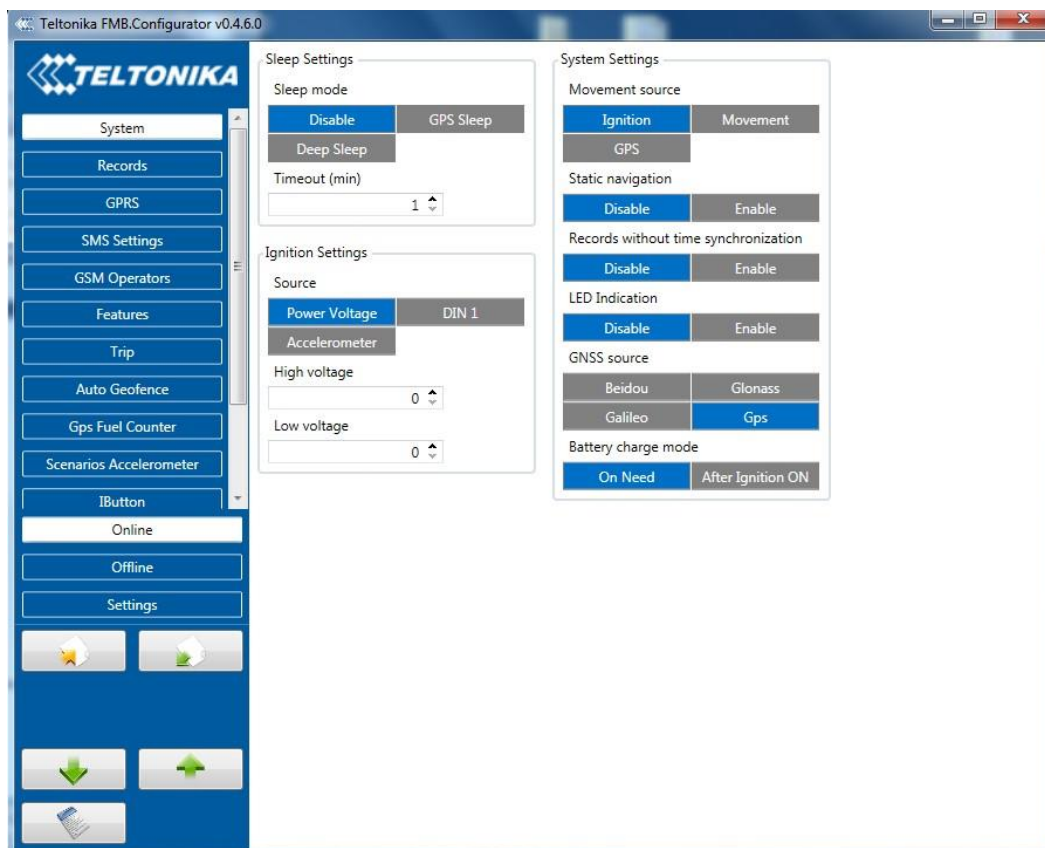 Teltonika FMB.Configurator v0.4.6.0
TELTONIKA
System
Records
GPRS
SMS Settings
GSM Operators
Features
Trip
Auto Geofence
Gps Fuel Counter
Scenarios Accelerometer
IButton
Online
Offline
Settings
Sleep Settings
Sleep mode
Disable GPS Sleep
Deep Sleep
Timeout (min)
1
Ignition Settings
Source
Power Voltage DIN 1
Accelerometer
High voltage
0
Low voltage
0
System Settings
Movement source
Ignition Movement
GPS
Static navigation
Disable Enable
Records without time synchronization
Disable Enable
LED Indication
Disable Enable
GNSS source
Beidou Glonass
Galileo Gps
Battery charge mode
On Need After Ignition ON